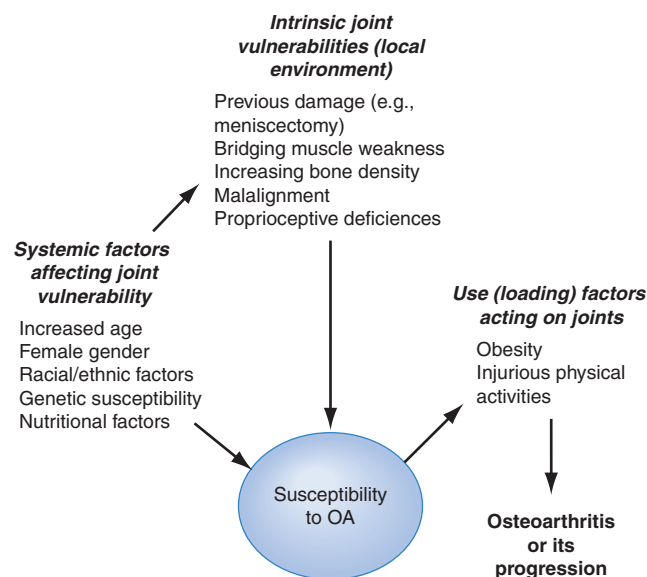 Intrinsic joint
vulnerabilities (local
environment)
Previous damage (e.g.,
meniscectomy)
Bridging muscle weakness
Increasing bone density
Malalignment
Proprioceptive deficiences
Systemic factors
affecting joint
vulnerability
Increased age
Female gender
Racial/ethnic factors
Genetic susceptibility
Nutritional factors
Susceptibility
to OA
Use (loading) factors
acting on joints
Obesity
Injurious physical
activities
Osteoarthritis
or its
progression